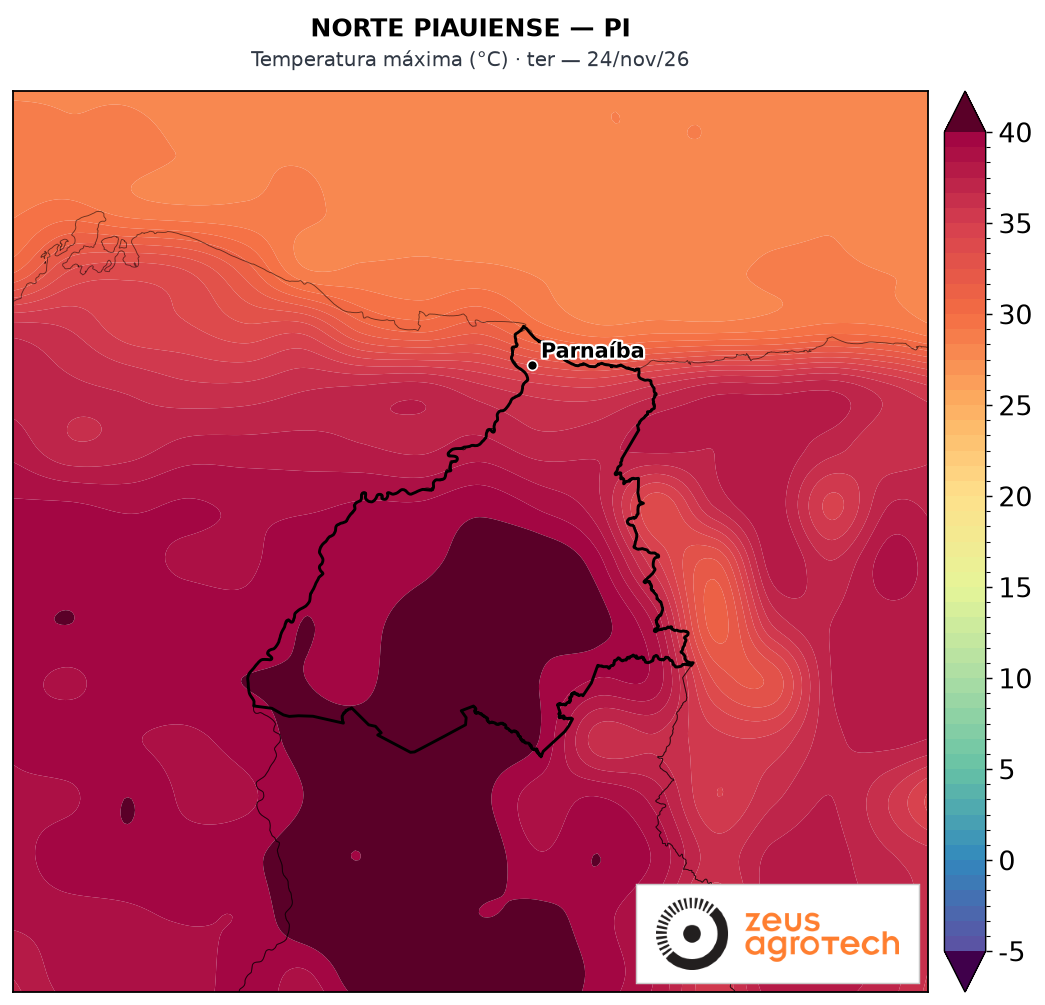 NORTE PIAUIENSE — PI
Temperatura máxima (°C) · ter — 24/nov/26
Parnaíba
40
35
30
25
20
15
10
5
0
-5
zeus
agrotech